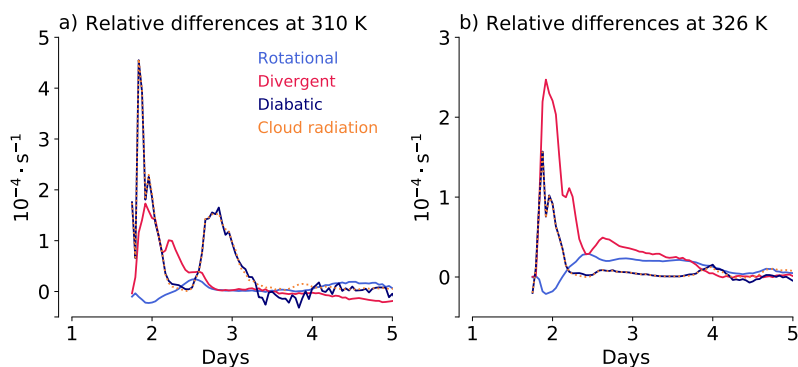 a) Relative differences at 310 K
5
4
3
2
1
0
10⁻⁴ · s⁻¹
Rotational
Divergent
Diabatic
Cloud radiation
1 2 3 4 5
Days
b) Relative differences at 326 K
3
2
1
0
10⁻⁴ · s⁻¹
1 2 3 4 5
Days